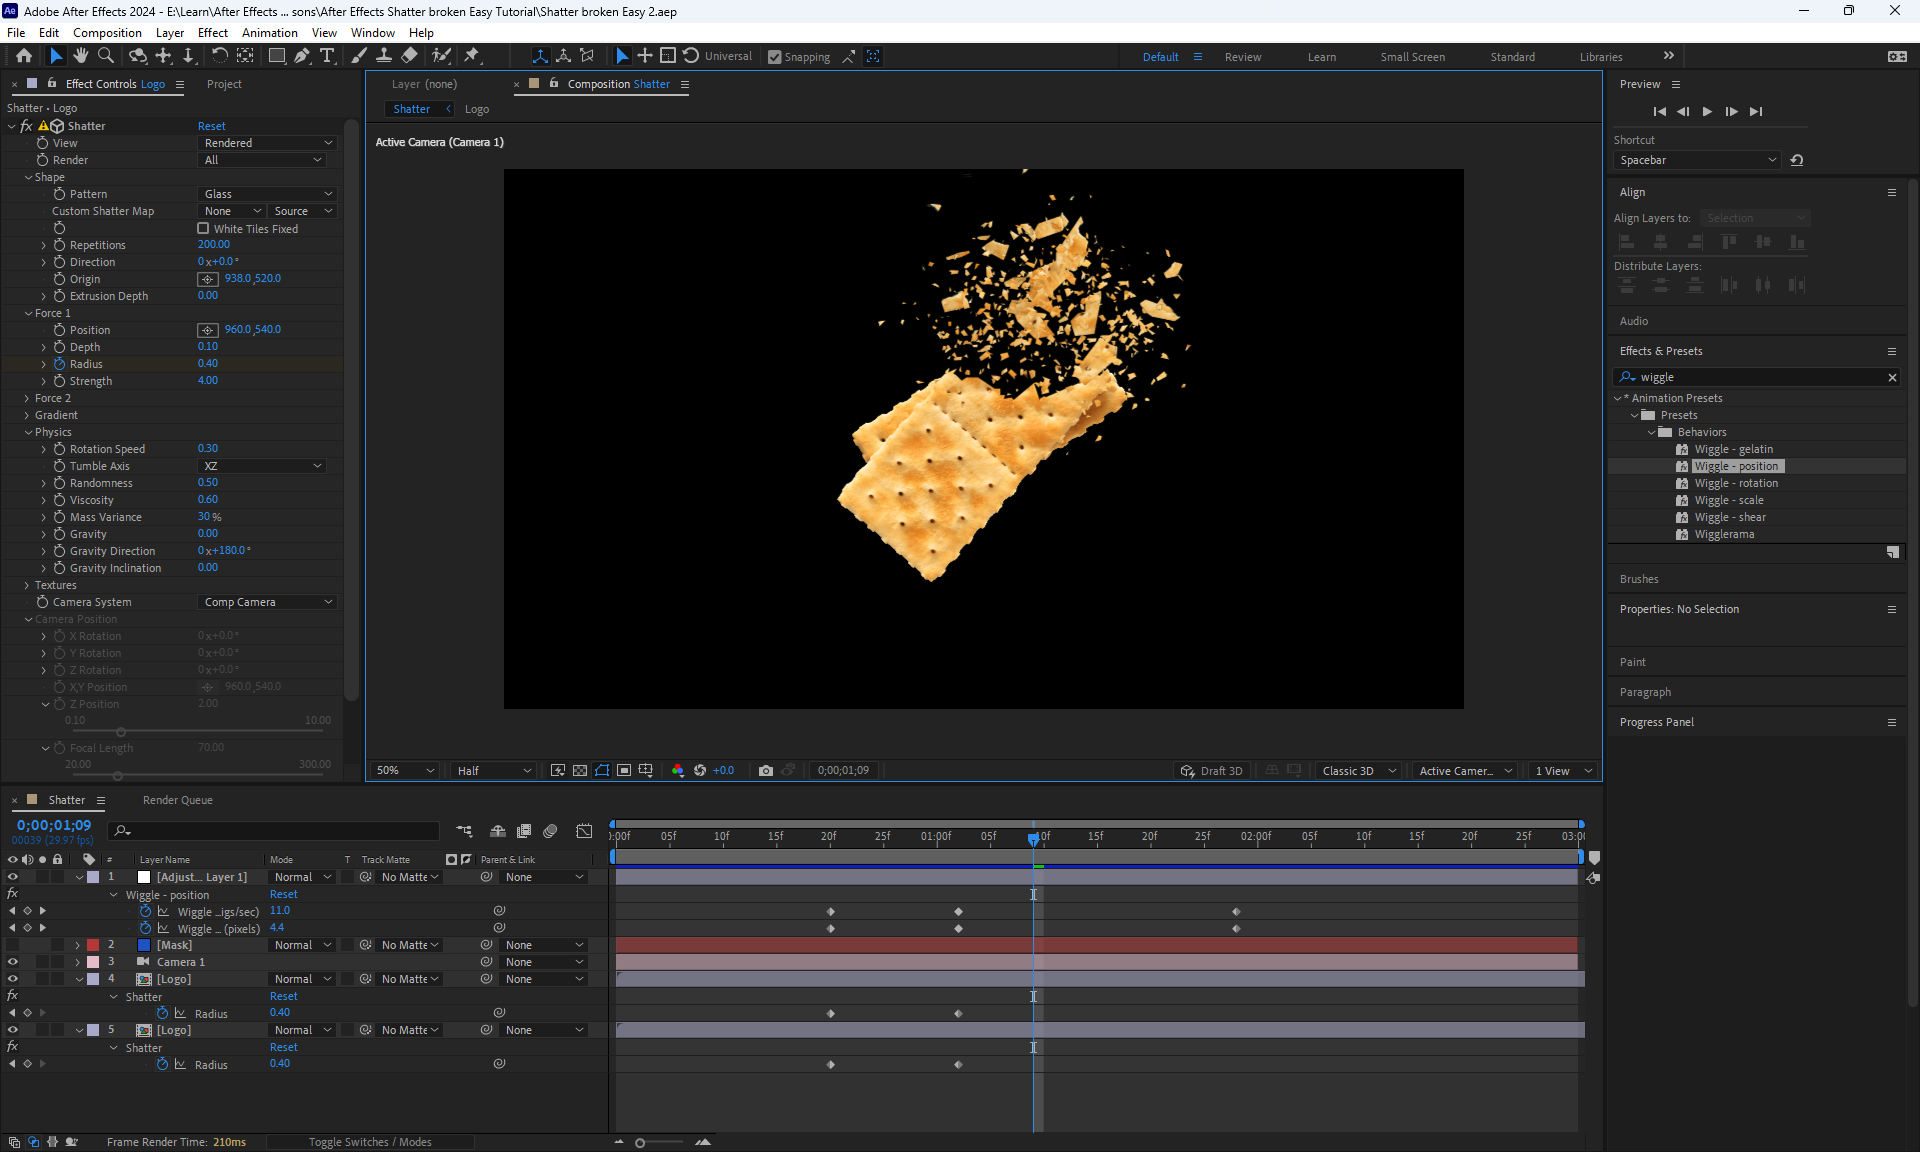 Adobe After Effects 2024 - E:\Learn\After Effects ... sons\After Effects Shatter broken Easy Tutorial\Shatter broken Easy 2.aep
File Edit Composition Layer Effect Animation View Window Help
Universal Snapping Default Review Learn Small Screen Standard Libraries
Effect Controls Logo Project
Shatter • Logo
fx Shatter Reset
View Rendered
Render All
Shape
Pattern Glass
Custom Shatter Map None Source
White Tiles Fixed
Repetitions 200.00
Direction 0x+0.0°
Origin 938.0,520.0
Extrusion Depth 0.00
Force 1
Position 960.0,540.0
Depth 0.10
Radius 0.40
Strength 4.00
Force 2
Gradient
Physics
Rotation Speed 0.30
Tumble Axis XZ
Randomness 0.50
Viscosity 0.60
Mass Variance 30%
Gravity 0.00
Gravity Direction 0x+180.0°
Gravity Inclination 0.00
Textures
Camera System Comp Camera
Camera Position
X Rotation 0x+0.0°
Y Rotation 0x+0.0°
Z Rotation 0x+0.0°
X,Y Position 960.0,540.0
Z Position 2.00
0.10 10.00
Focal Length 70.00
20.00 300.00
Layer (none) Composition Shatter
Shatter Logo
Active Camera (Camera 1)
50% Half +0.0 0;00;01;09 Draft 3D Classic 3D Active Camer... 1 View
Preview
Shortcut
Spacebar
Align
Align Layers to: Selection
Distribute Layers:
Audio
Effects & Presets
wiggle
* Animation Presets
Presets
Behaviors
Wiggle - gelatin
Wiggle - position
Wiggle - rotation
Wiggle - scale
Wiggle - shear
Wigglerama
Brushes
Properties: No Selection
Paint
Paragraph
Progress Panel
Shatter Render Queue
0;00;01;09
00039 (29.97 fps)
):00f 05f 10f 15f 20f 25f 01:00f 05f 10f 15f 20f 25f 02:00f 05f 10f 15f 20f 25f 03:0(
# Layer Name Mode T Track Matte Parent & Link
1 [Adjust... Layer 1] Normal No Matte None
fx Wiggle - position Reset
Wiggle ...igs/sec) 11.0
Wiggle ... (pixels) 4.4
2 [Mask] Normal No Matte None
3 Camera 1 None
4 [Logo] Normal No Matte None
fx Shatter Reset
Radius 0.40
5 [Logo] Normal No Matte None
fx Shatter Reset
Radius 0.40
Frame Render Time: 210ms Toggle Switches / Modes